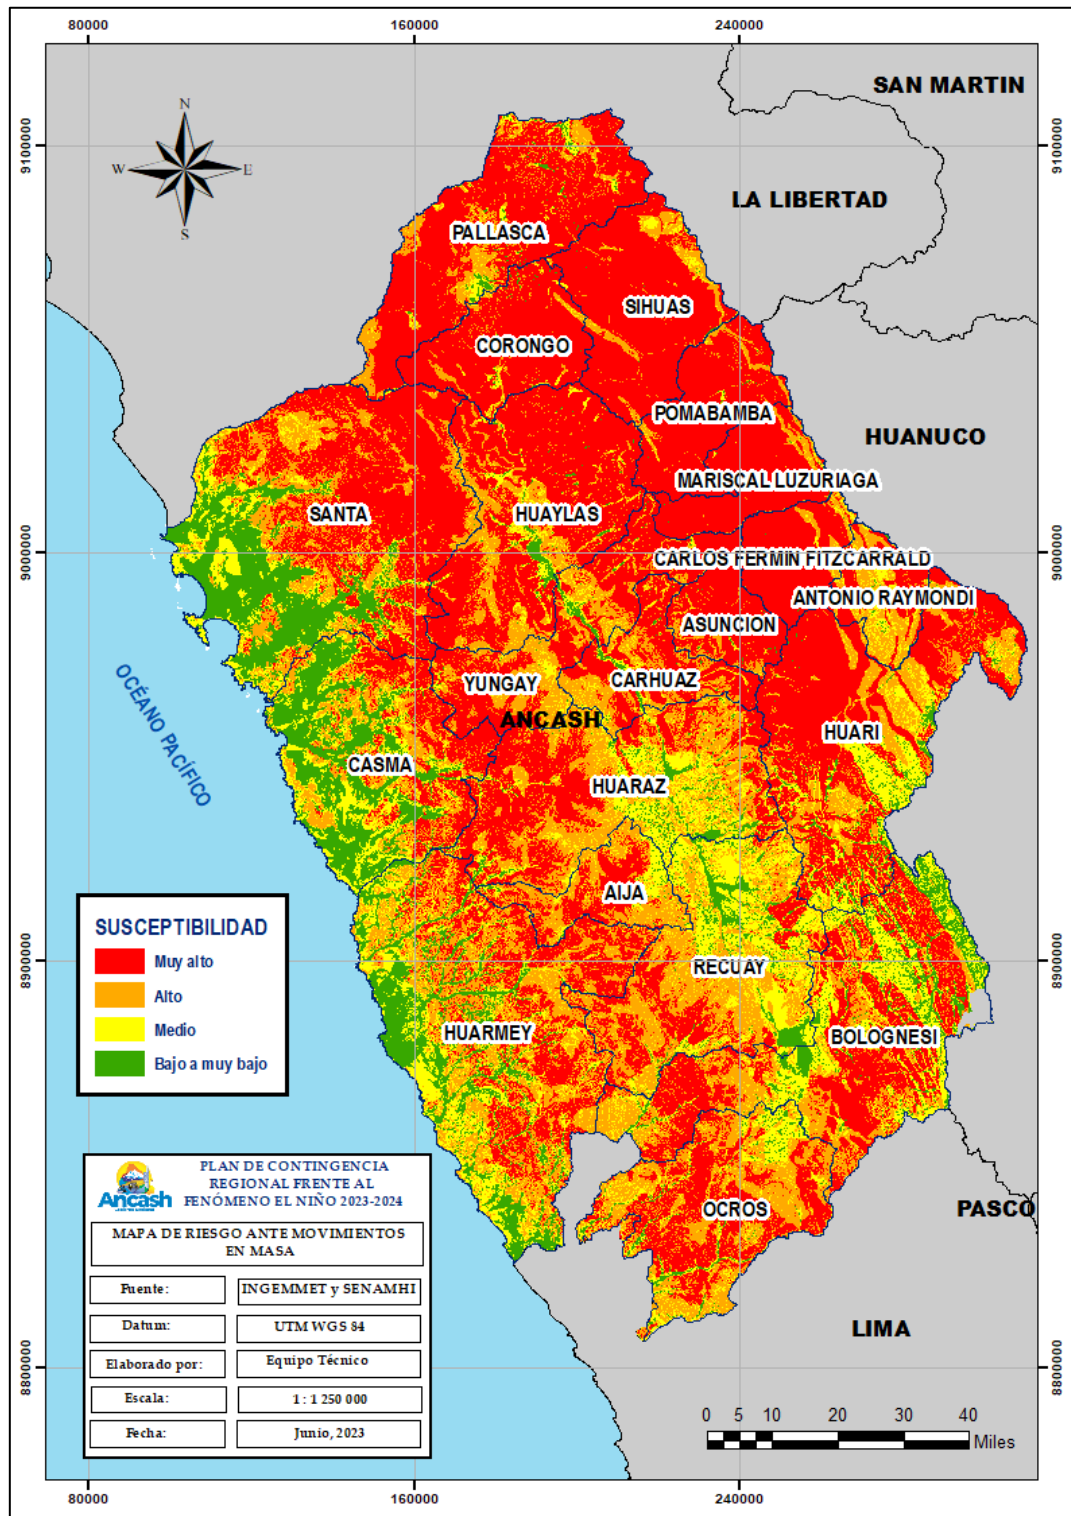 80000 160000 240000
9100000 9100000
N
W E
S
SAN MARTIN
LA LIBERTAD
PALLASCA
SIHUAS
CORONGO
POMABAMBA
HUANUCO
MARISCAL LUZURIAGA
SANTA
HUAYLAS
9000000 9000000
CARLOS FERMIN FITZCARRALD
ANTONIO RAYMONDI
ASUNCION
YUNGAY
CARHUAZ
ANCASH
HUARI
OCÉANO PACÍFICO
CASMA
HUARAZ
AIJA
SUSCEPTIBILIDAD
Muy alto
Alto
Medio
Bajo a muy bajo
8900000 8900000
RECUAY
HUARMEY
BOLOGNESI
OCROS
PASCO
LIMA
Ancash
PLAN DE CONTINGENCIA
REGIONAL FRENTE AL
FENÓMENO EL NIÑO 2023-2024
MAPA DE RIESGO ANTE MOVIMIENTOS
EN MASA
Fuente: INGEMMET y SENAMHI
Datum: UTM WGS 84
Elaborado por: Equipo Técnico
Escala: 1 : 1 250 000
Fecha: Junio, 2023
8800000 8800000
0 5 10 20 30 40
Miles
80000 160000 240000